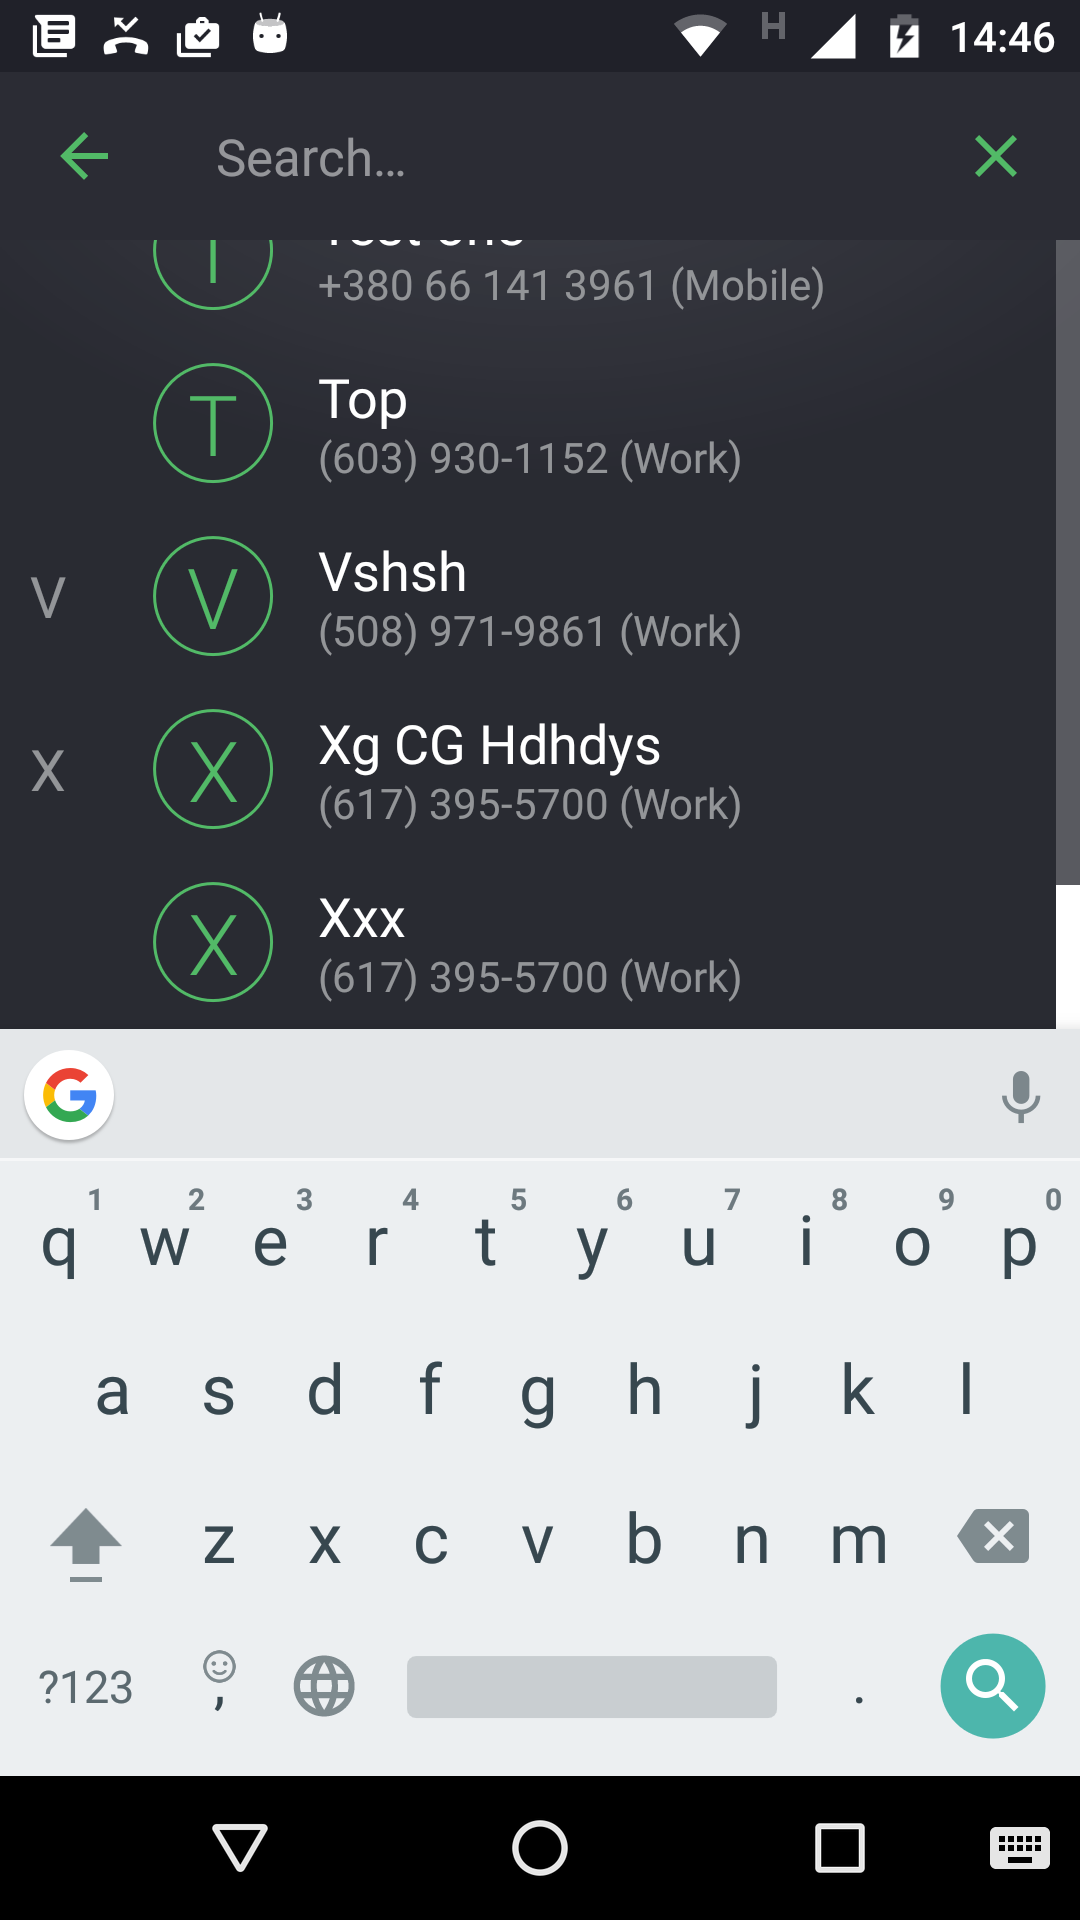 H 14:46
Search...
Test one
T
+380 66 141 3961 (Mobile)
T
Top
(603) 930-1152 (Work)
V
V
Vshsh
(508) 971-9861 (Work)
X
X
Xg CG Hdhdys
(617) 395-5700 (Work)
X
Xxx
(617) 395-5700 (Work)
G
1 2 3 4 5 6 7 8 9 0
q w e r t y u i o p
a s d f g h j k l
z x c v b n m
?123 , .